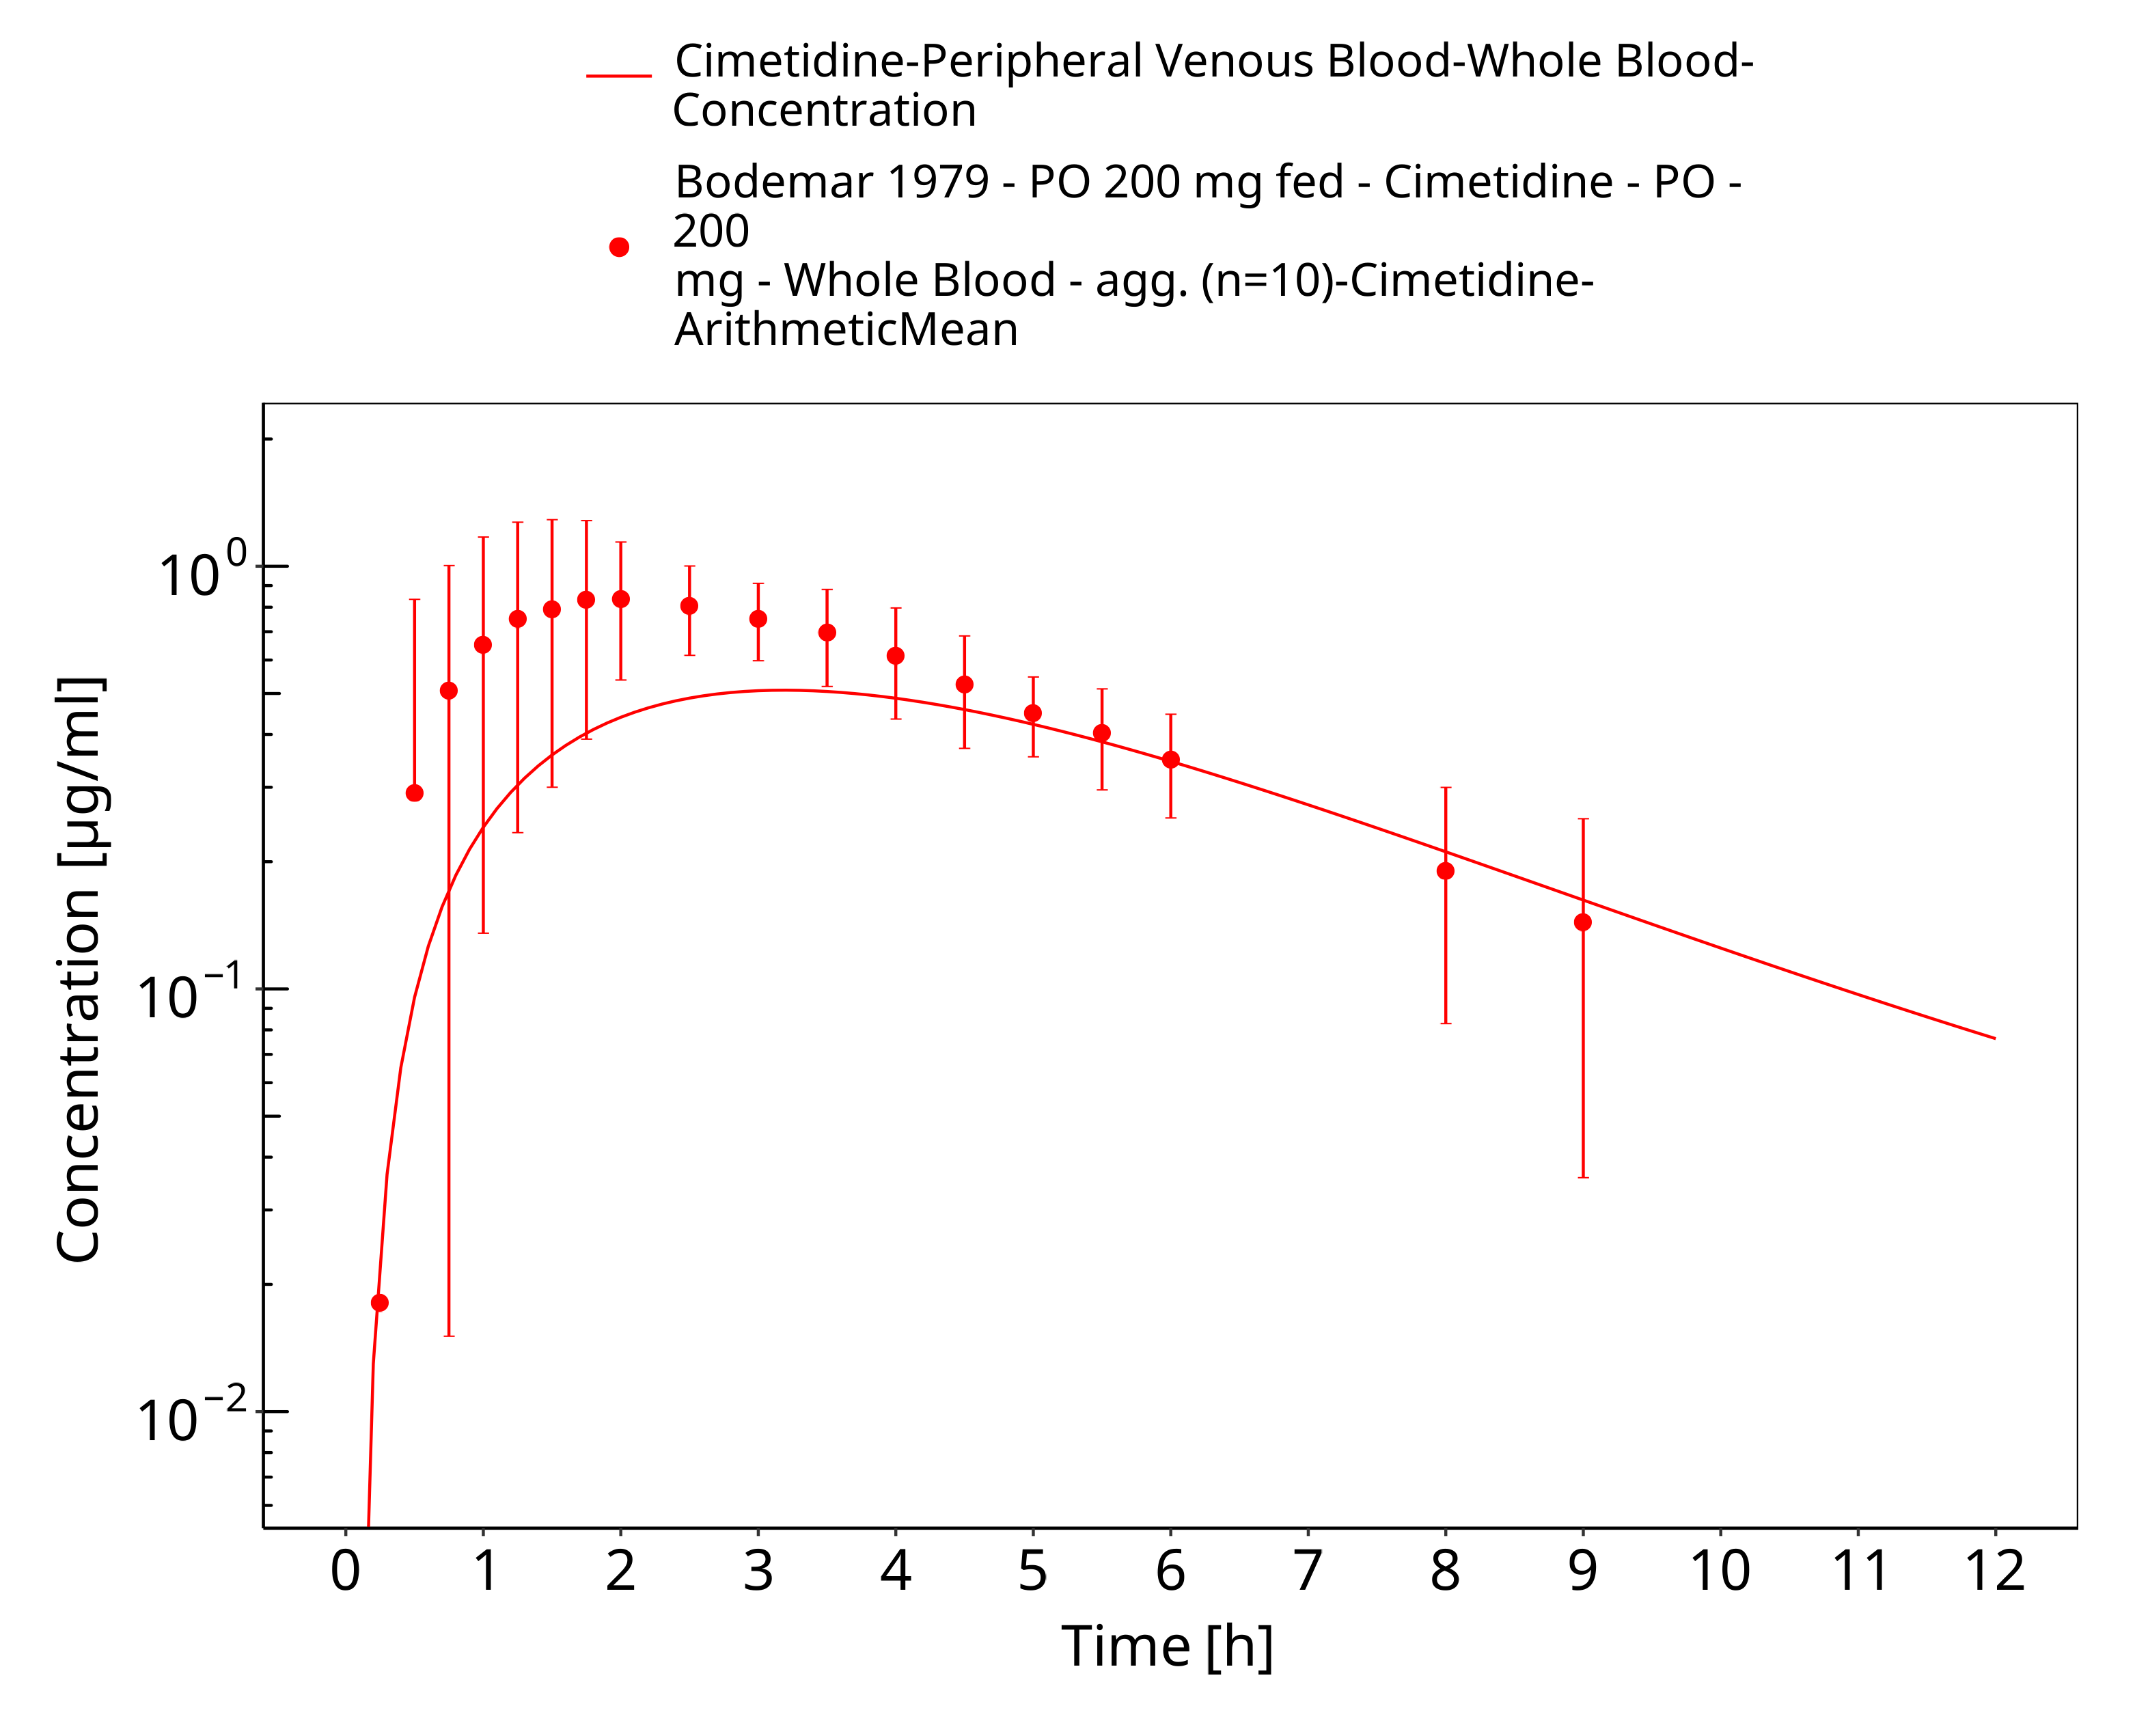 Cimetidine-Peripheral Venous Blood-Whole Blood-
Concentration
Bodemar 1979 - PO 200 mg fed - Cimetidine - PO -
200
mg - Whole Blood - agg. (n=10)-Cimetidine-
ArithmeticMean
Concentration [µg/ml]
10⁰
10⁻¹
10⁻²
0 1 2 3 4 5 6 7 8 9 10 11 12
Time [h]